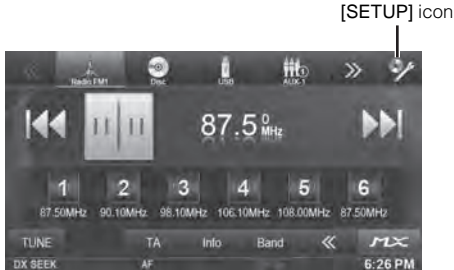 [SETUP] icon
Radio FM1 Disc USB AUX-1
87.5 0 MHz
1 2 3 4 5 6
87.50MHz 90.10MHz 98.10MHz 106.10MHz 108.00MHz 87.50MHz
TUNE TA Info Band MX
DX SEEK AF 6:26 PM